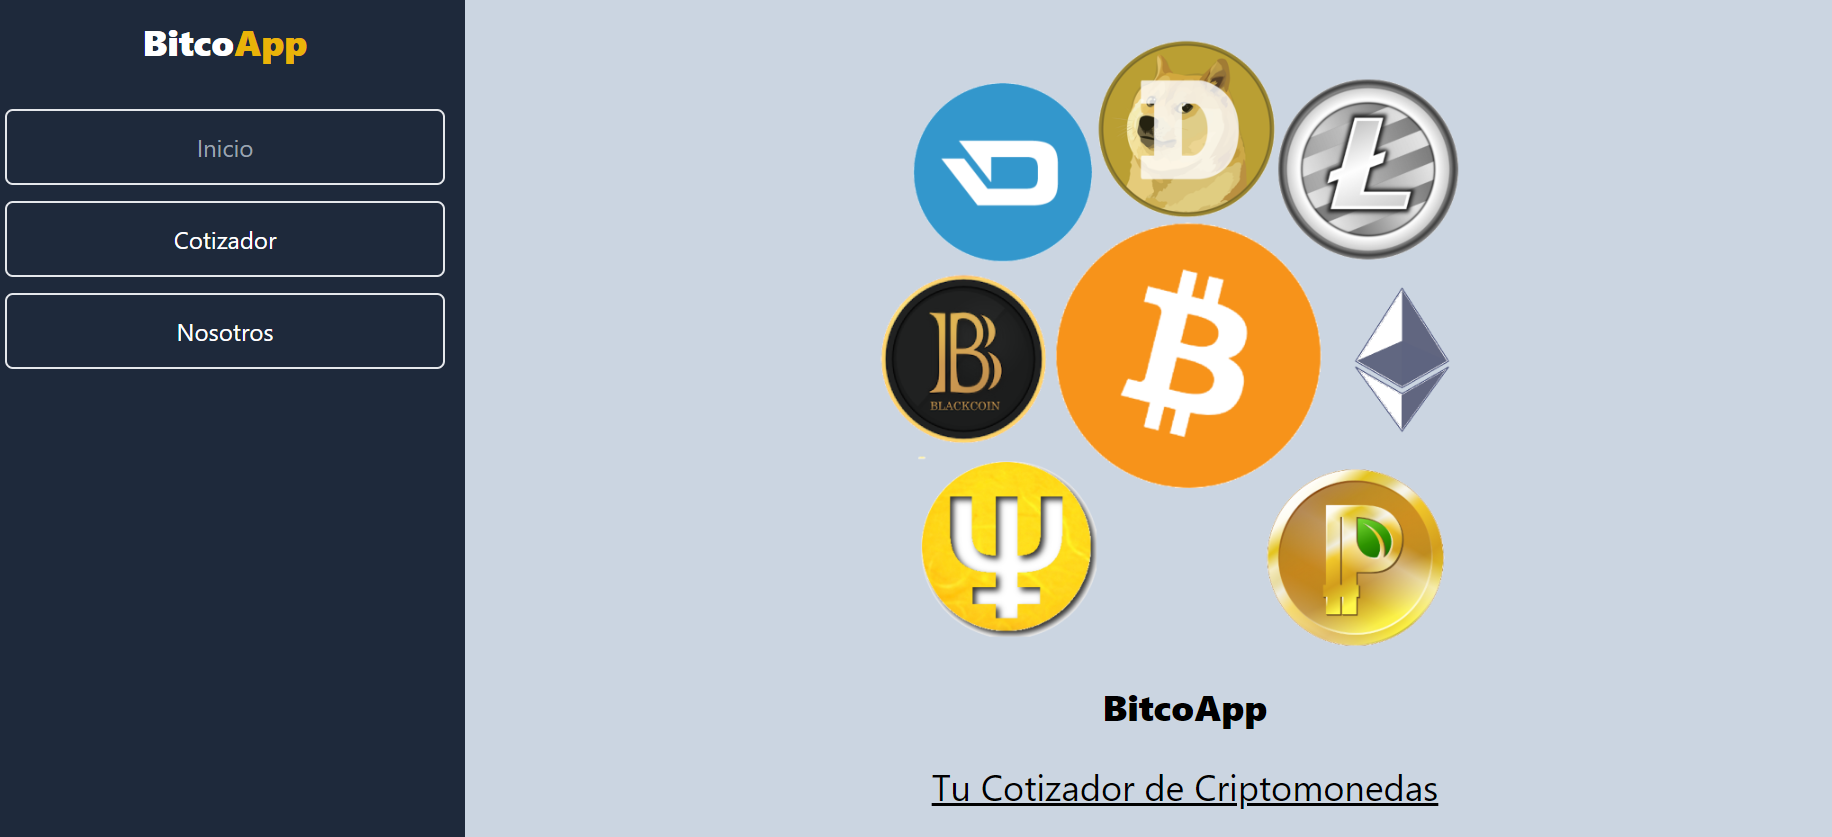 BitcoApp
Inicio
Cotizador
Nosotros
BLACKCOIN
BitcoApp
Tu Cotizador de Criptomonedas